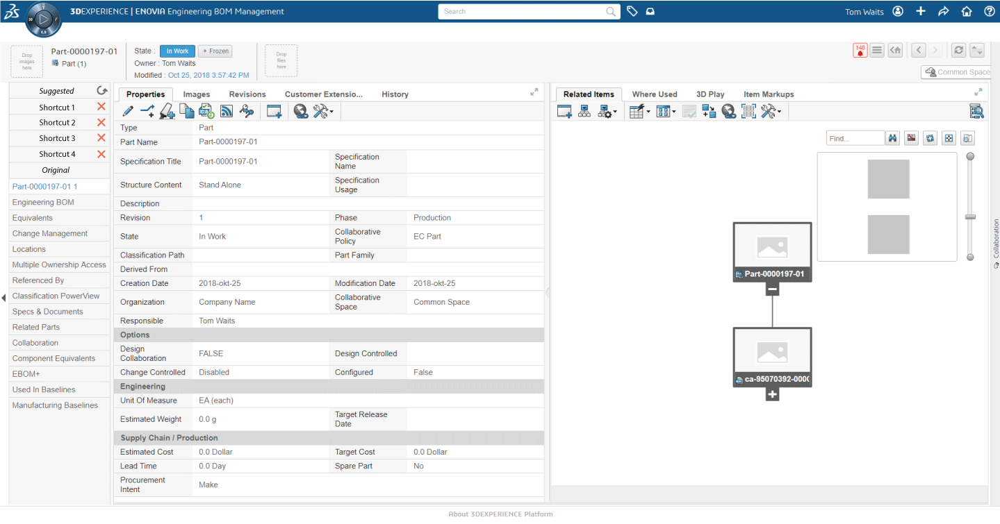 3DEXPERIENCE | ENOVIA Engineering BOM Management
Search
Tom Waits
3D
V.R
Drop
images
here
Part-0000197-01
Part (1)
State :
In Work
Frozen
Owner : Tom Waits
Modified : Oct 25, 2018 3:57:42 PM
Drop
files
here
148
Common Space
Suggested
Shortcut 1
Shortcut 2
Shortcut 3
Shortcut 4
Original
Part-0000197-01 1
Engineering BOM
Equivalents
Change Management
Locations
Multiple Ownership Access
Referenced By
Classification PowerView
Specs & Documents
Related Parts
Collaboration
Component Equivalents
EBOM+
Used In Baselines
Manufacturing Baselines
Properties Images Revisions Customer Extensio... History
Type Part
Part Name Part-0000197-01
Specification Title Part-0000197-01 Specification
Name
Structure Content Stand Alone Specification
Usage
Description
Revision 1 Phase Production
State In Work Collaborative
Policy EC Part
Classification Path Part Family
Derived From
Creation Date 2018-okt-25 Modification Date 2018-okt-25
Organization Company Name Collaborative
Space Common Space
Responsible Tom Waits
Options
Design
Collaboration FALSE Design Controlled
Change Controlled Disabled Configured False
Engineering
Unit Of Measure EA (each)
Estimated Weight 0.0 g Target Release
Date
Supply Chain / Production
Estimated Cost 0.0 Dollar Target Cost 0.0 Dollar
Lead Time 0.0 Day Spare Part No
Procurement
Intent Make
Related Items Where Used 3D Play Item Markups
Find...
Part-0000197-01
ca-95070392-000
Collaboration
About 3DEXPERIENCE Platform